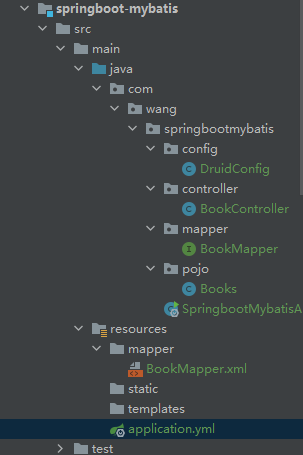 springboot-mybatis
src
main
java
com
wang
springbootmybatis
config
DruidConfig
controller
BookController
mapper
BookMapper
pojo
Books
SpringbootMybatisA
resources
mapper
BookMapper.xml
static
templates
application.yml
test